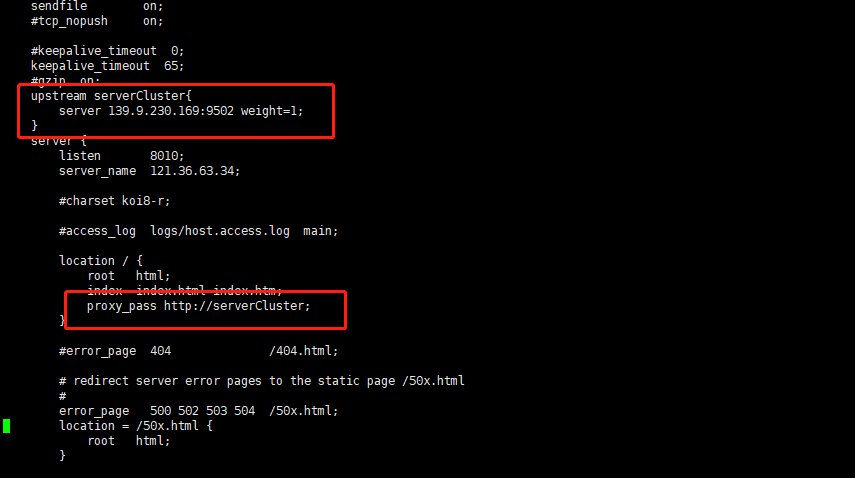 sendfile        on;
#tcp_nopush     on;
#keepalive_timeout  0;
keepalive_timeout  65;
#gzip  on;
upstream serverCluster{
server 139.9.230.169:9502 weight=1;
}
server {
listen       8010;
server_name  121.36.63.34;
#charset koi8-r;
#access_log  logs/host.access.log  main;
location / {
root   html;
index  index.html index.htm;
proxy_pass http://serverCluster;
}
#error_page  404              /404.html;
# redirect server error pages to the static page /50x.html
#
error_page   500 502 503 504  /50x.html;
location = /50x.html {
root   html;
}